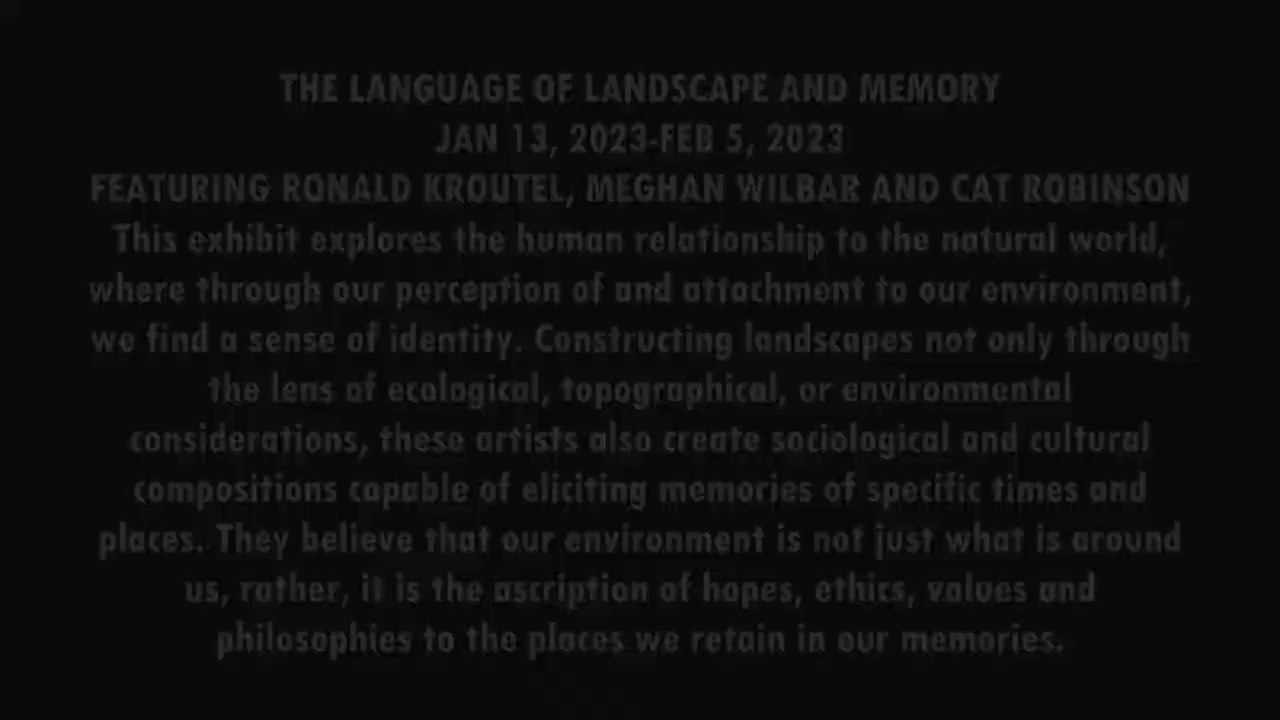 THE LANGUAGE OF LANDSCAPE AND MEMORY
JAN 13, 2023-FEB 5, 2023
FEATURING RONALD KROUTEL, MEGHAN WILBAR AND CAT ROBINSON
This exhibit explores the human relationship to the natural world,
where through our perception of and attachment to our environment,
we find a sense of identity. Constructing landscapes not only through
the lens of ecological, topographical, or environmental
considerations, these artists also create sociological and cultural
compositions capable of eliciting memories of specific times and
places. They believe that our environment is not just what is around
us, rather, it is the ascription of hopes, ethics, values and
philosophies to the places we retain in our memories.